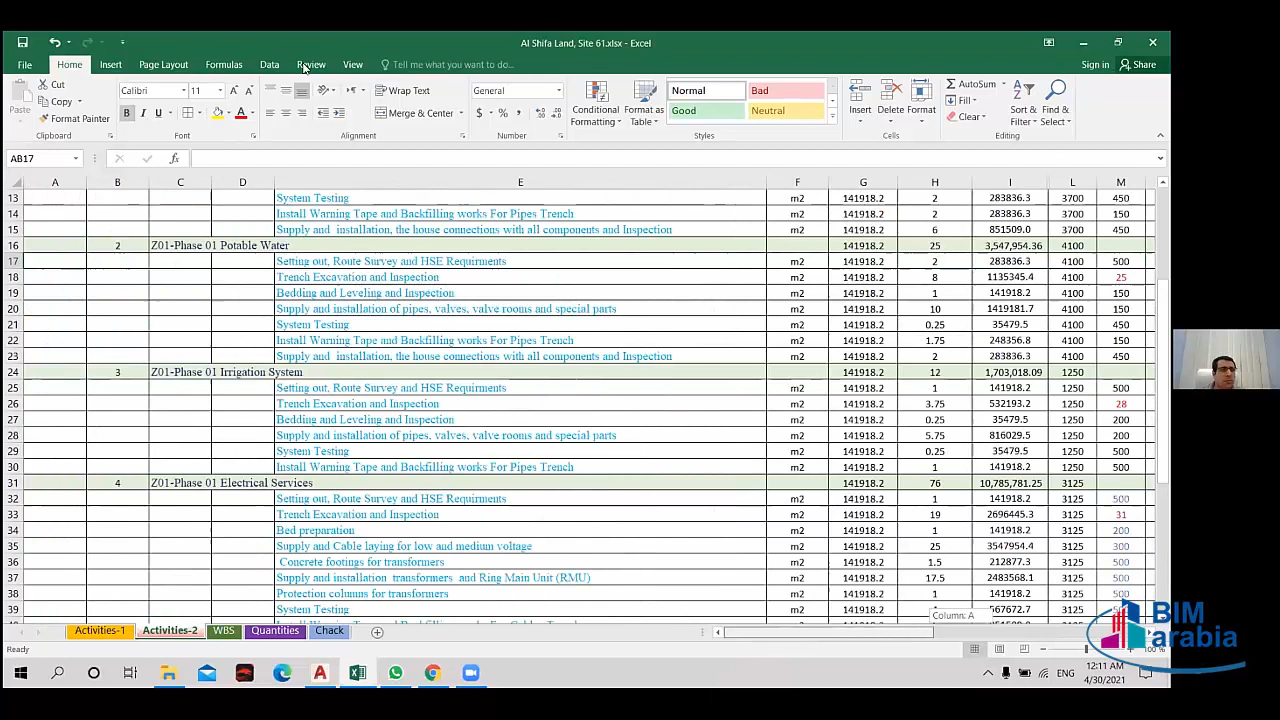 Al Shifa Land, Site 61.xlsx - Excel
File Home Insert Page Layout Formulas Data Review View Tell me what you want to do... Sign in Share
Cut Calibri 11 Wrap Text General Normal Bad AutoSum
Paste Copy Conditional Formatting Format as Table Insert Delete Format Fill Sort & Filter Find & Select
Format Painter B I U Merge & Center $ % , Good Neutral Clear
Clipboard Font Alignment Number Styles Cells Editing
AB17 fx
A B C D E F G H I L M
13 System Testing m2 141918.2 2 283836.3 3700 450
14 Install Warning Tape and Backfilling works For Pipes Trench m2 141918.2 2 283836.3 3700 150
15 Supply and installation, the house connections with all components and Inspection m2 141918.2 6 851509.0 3700 450
16 2 Z01-Phase 01 Potable Water 141918.2 25 3,547,954.36 4100
17 Setting out, Route Survey and HSE Requirments m2 141918.2 2 283836.3 4100 500
18 Trench Excavation and Inspection m2 141918.2 8 1135345.4 4100 25
19 Bedding and Leveling and Inspection m2 141918.2 1 141918.2 4100 150
20 Supply and installation of pipes, valve rooms and special parts m2 141918.2 10 1419181.7 4100 150
21 System Testing m2 141918.2 0.25 35479.5 4100 450
22 Install Warning Tape and Backfilling works For Pipes Trench m2 141918.2 1.75 248356.8 4100 150
23 Supply and installation, the house connections with all components and Inspection m2 141918.2 2 283836.3 4100 450
24 3 Z01-Phase 01 Irrigation System 141918.2 12 1,703,018.09 1250
25 Setting out, Route Survey and HSE Requirments m2 141918.2 1 141918.2 1250 500
26 Trench Excavation and Inspection m2 141918.2 3.75 532193.2 1250 28
27 Bedding and Leveling and Inspection m2 141918.2 0.25 35479.5 1250 200
28 Supply and installation of pipes, valves, valve rooms and special parts m2 141918.2 5.75 816029.5 1250 200
29 System Testing m2 141918.2 0.25 35479.5 1250 500
30 Install Warning Tape and Backfilling works For Pipes Trench m2 141918.2 1 141918.2 1250 500
31 4 Z01-Phase 01 Electrical Services 141918.2 76 10,785,781.25 3125
32 Setting out, Route Survey and HSE Requirments m2 141918.2 1 141918.2 3125 500
33 Trench Excavation and Inspection m2 141918.2 19 2696445.3 3125 31
34 Bed preparation m2 141918.2 1 141918.2 3125 200
35 Supply and Cable laying for low and medium voltage m2 141918.2 25 3547954.4 3125 300
36 Concrete footings for transformers m2 141918.2 1.5 212877.3 3125 500
37 Supply and installation transformers and Ring Main Unit (RMU) m2 141918.2 17.5 2483568.1 3125 500
38 Protection columns for transformers m2 141918.2 3125 500
39 System Testing m2 141918.2 567672.7 3125
Column: A
Activities-1 Activities-2 WBS Quantities Chack
Ready 100 %
BIM
arabia
ENG 12:11 AM
4/30/2021